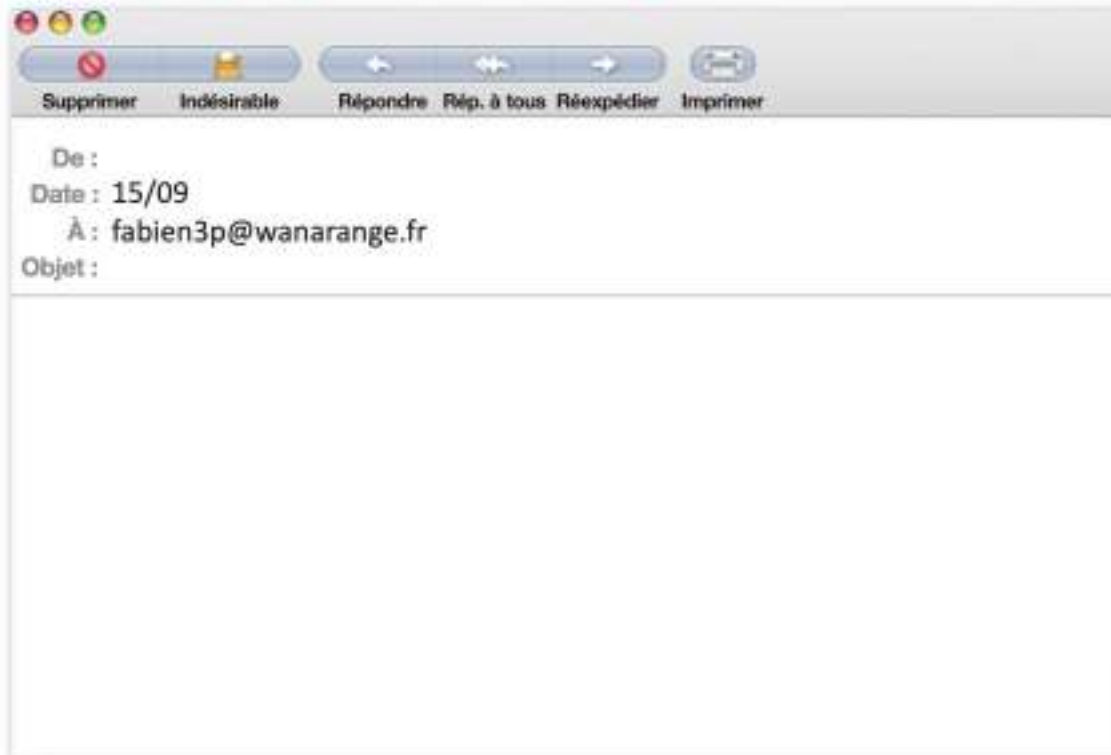 Supprimer Indésirable Répondre Rép. à tous Réexpédier Imprimer
De :
Date : 15/09
À : fabien3p@wanarange.fr
Objet :